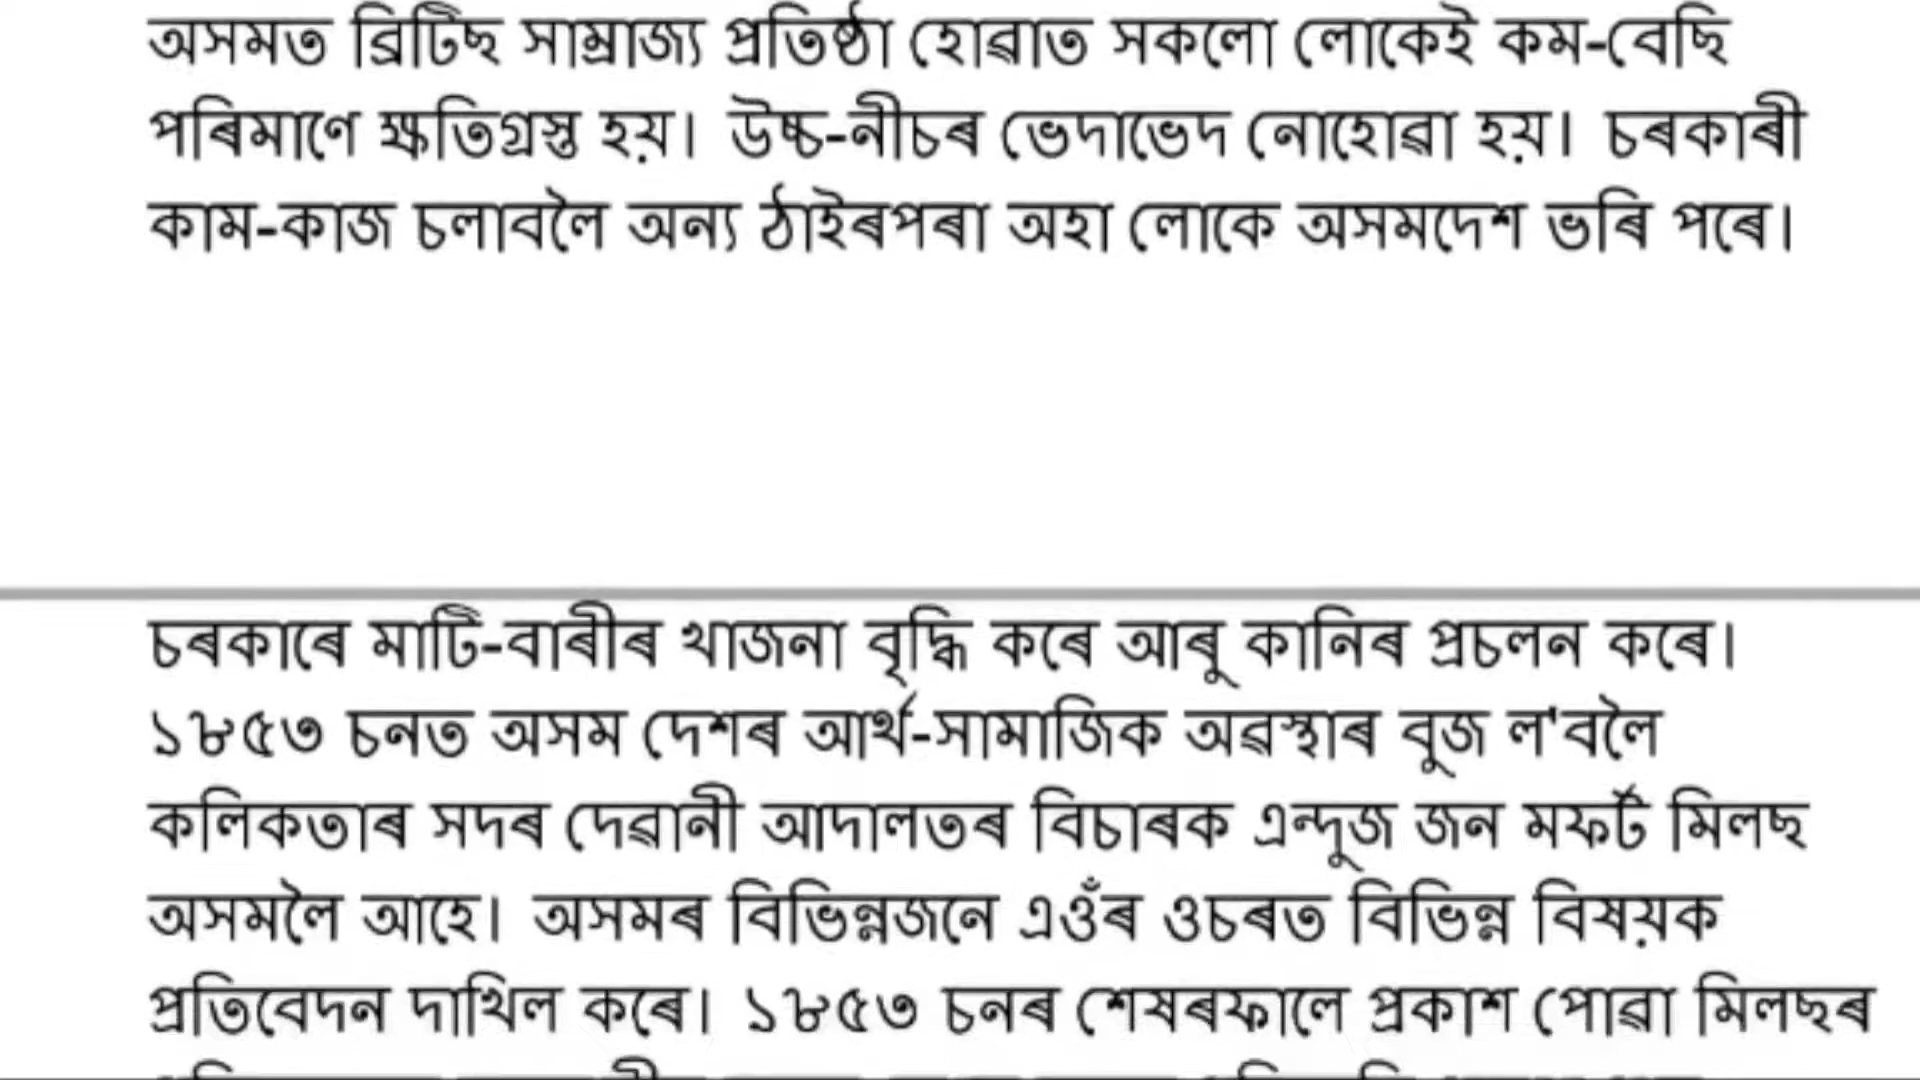 অসমত ব্ৰিটিছ সাম্ৰাজ্য প্ৰতিষ্ঠা হোৱাত সকলো লোকেই কম-বেছি
পৰিমাণে ক্ষতিগ্ৰস্ত হয়। উচ্চ-নীচৰ ভেদাভেদ নোহোৱা হয়। চৰকাৰী
কাম-কাজ চলাবলৈ অন্য ঠাইৰপৰা অহা লোকে অসমদেশ ভৰি পৰে।
চৰকাৰে মাটি-বাৰীৰ খাজনা বৃদ্ধি কৰে আৰু কানিৰ প্ৰচলন কৰে।
১৮৫৩ চনত অসম দেশৰ আৰ্থ-সামাজিক অৱস্থাৰ বুজ ল'বলৈ
কলিকতাৰ সদৰ দেৱানী আদালতৰ বিচাৰক এন্দুজ জন মফৰ্ট মিলছ
অসমলৈ আহে। অসমৰ বিভিন্নজনে এওঁৰ ওচৰত বিভিন্ন বিষয়ক
প্ৰতিবেদন দাখিল কৰে। ১৮৫৩ চনৰ শেষৰফালে প্ৰকাশ পোৱা মিলছৰ